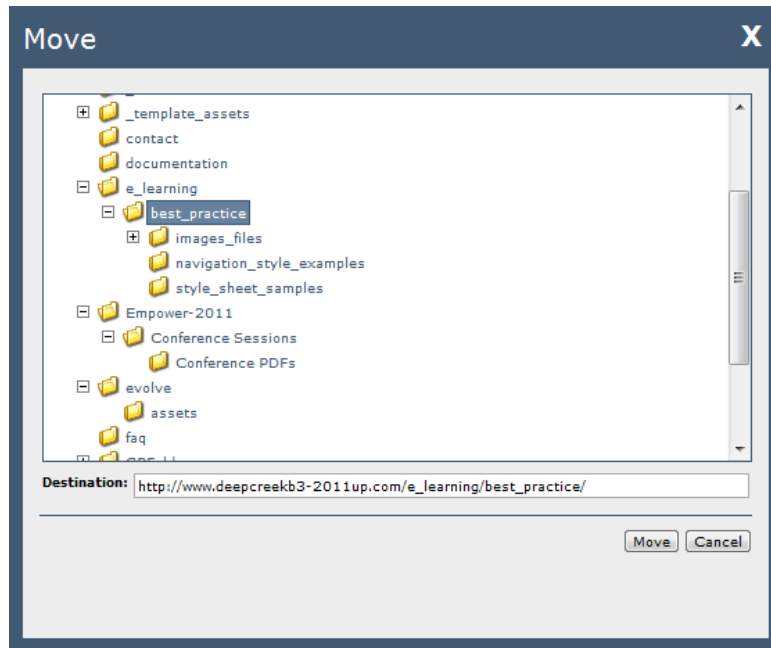 Move X
_template_assets
contact
documentation
e_learning
best_practice
images_files
navigation_style_examples
style_sheet_samples
Empower-2011
Conference Sessions
Conference PDFs
evolve
assets
faq
Destination: http://www.deepcreekb3-2011up.com/e_learning/best_practice/
Move Cancel